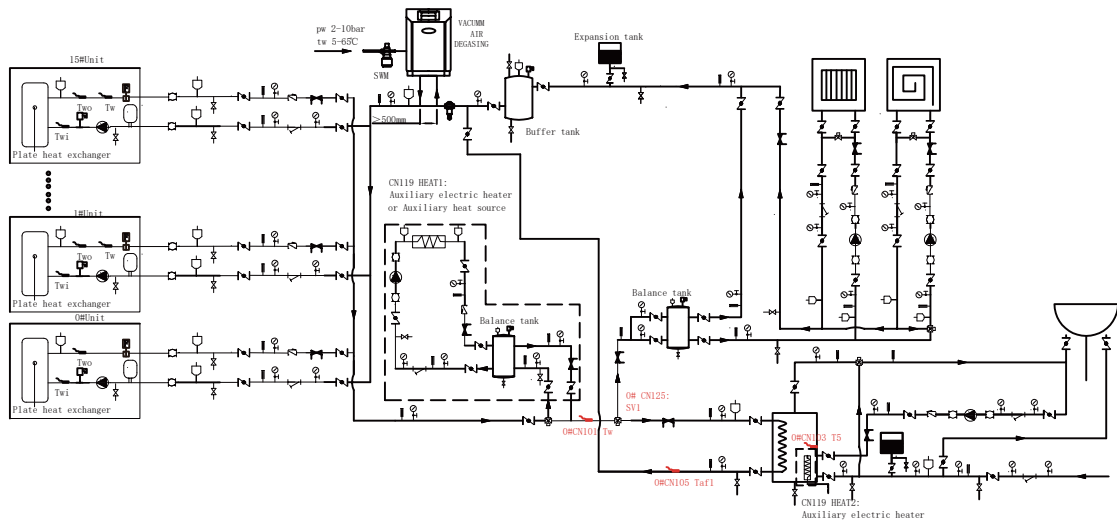 pw 2-10bar
tw 5-65℃
VACUMM
AIR
DEGASING
SWM
Expansion tank
15#Unit
Two
Tw
Twi
Plate heat exchanger
>500mm
Buffer tank
CN119 HEAT1:
Auxiliary electric heater
or Auxiliary heat source
1#Unit
Two
Tw
Twi
Plate heat exchanger
Balance tank
Balance tank
0#Unit
Two
Tw
Twi
Plate heat exchanger
0# CN125:
SV1
0#CN101 Tw
0#CN103 T5
0#CN105 Taf1
CN119 HEAT2:
Auxiliary electric heater